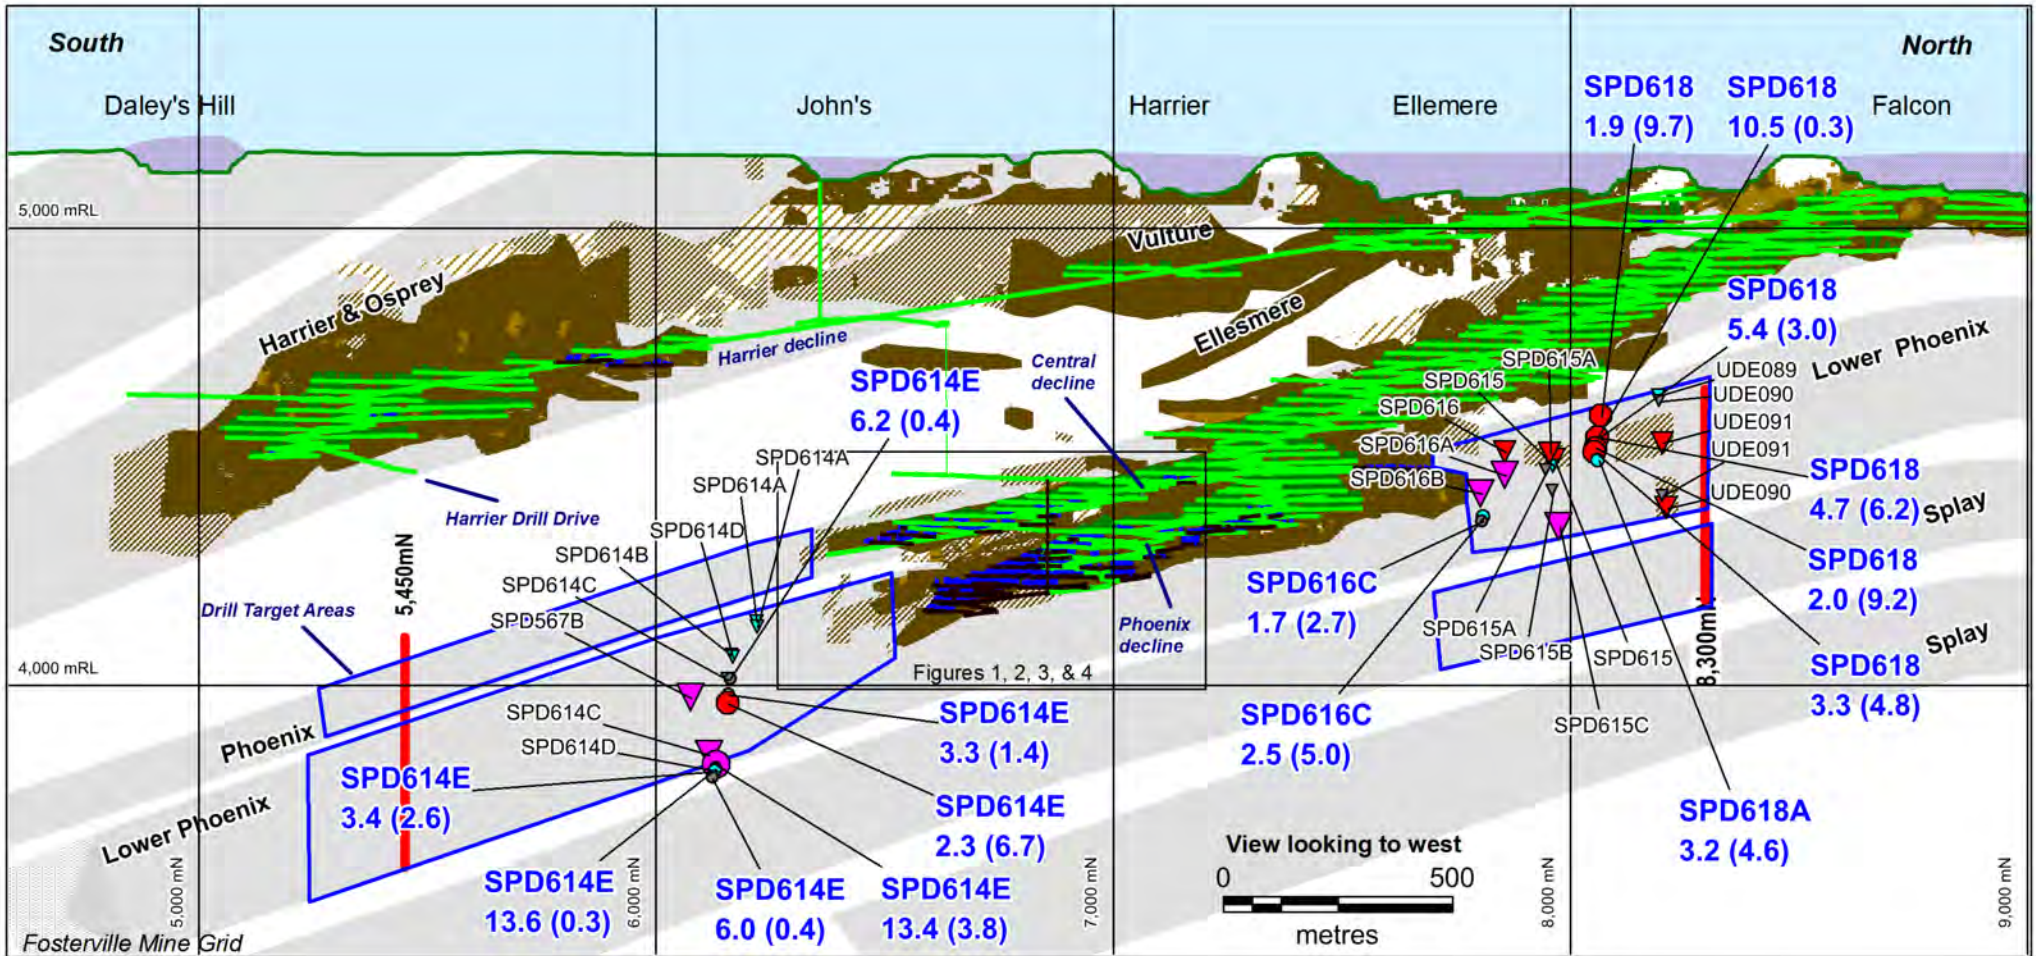 South
North
Daley's Hill
John's
Harrier
Ellemere
Falcon
SPD618
1.9 (9.7)
SPD618
10.5 (0.3)
5,000 mRL
Vulture
Harrier & Osprey
Ellesmere
SPD618
5.4 (3.0)
Lower Phoenix
Harrier decline
Central
decline
SPD614E
6.2 (0.4)
SPD615A
SPD615
SPD616
SPD616A
SPD616B
UDE089
UDE090
UDE091
UDE091
UDE090
SPD618
4.7 (6.2)
Splay
SPD614A
SPD614A
SPD614D
SPD614B
SPD614C
SPD567B
Harrier Drill Drive
5,450mN
Drill Target Areas
SPD616C
1.7 (2.7)
Phoenix
decline
SPD615A
SPD615B
SPD615
SPD615C
8,300m
SPD618
2.0 (9.2)
Splay
SPD618
3.3 (4.8)
4,000 mRL
Figures 1, 2, 3, & 4
Phoenix
SPD614C
SPD614D
SPD614E
3.3 (1.4)
SPD616C
2.5 (5.0)
SPD614E
3.4 (2.6)
Lower Phoenix
SPD614E
2.3 (6.7)
SPD618A
3.2 (4.6)
View looking to west
0 500
metres
SPD614E
13.6 (0.3)
SPD614E
6.0 (0.4)
SPD614E
13.4 (3.8)
5,000 mN
6,000 mN
7,000 mN
8,000 mN
9,000 mN
Fosterville Mine Grid